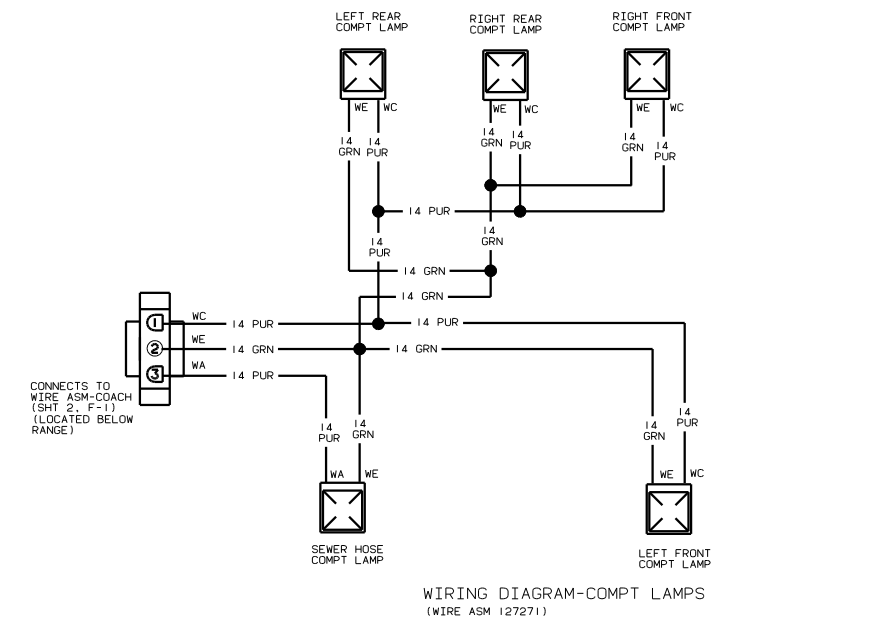 LEFT REAR
COMPT LAMP
RIGHT REAR
COMPT LAMP
RIGHT FRONT
COMPT LAMP
WE WC
WE WC
WE WC
14
GRN
14
PUR
14
GRN
14
PUR
14
GRN
14
PUR
14 PUR
14
PUR
14
GRN
14 GRN
14 GRN
1
WC
14 PUR
14 PUR
2
WE
14 GRN
14 GRN
3
WA
14 PUR
CONNECTS TO
WIRE ASM-COACH
(SHT 2, F-1)
(LOCATED BELOW
RANGE)
14
PUR
14
GRN
14
GRN
14
PUR
WA WE
WE WC
SEWER HOSE
COMPT LAMP
LEFT FRONT
COMPT LAMP
WIRING DIAGRAM-COMPT LAMPS
(WIRE ASM 127271)